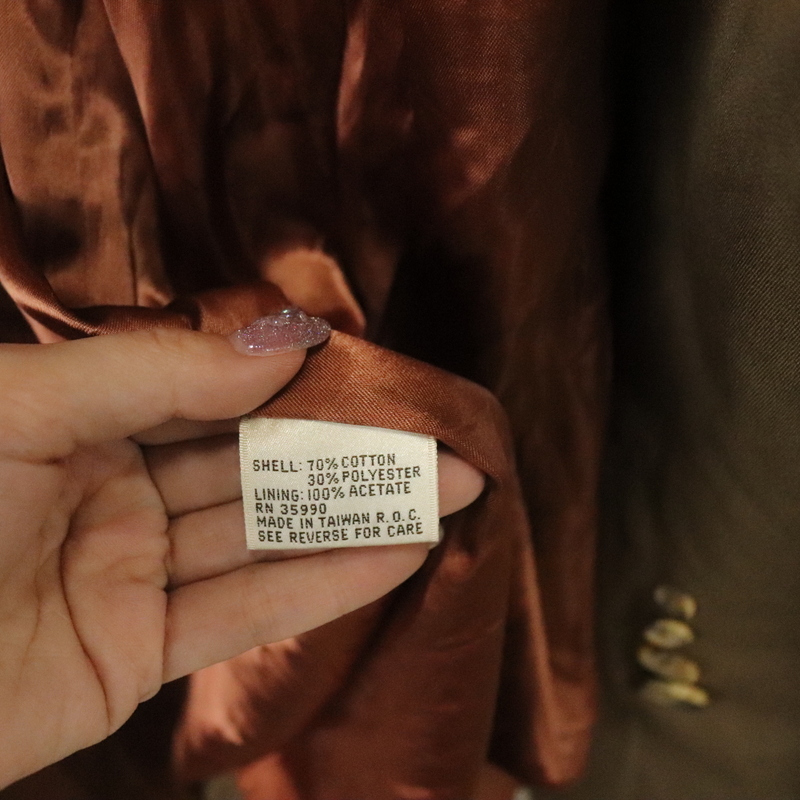 SHELL: 70% COTTON
30% POLYESTER
LINING: 100% ACETATE
RN 35990
MADE IN TAIWAN R.O.C.
SEE REVERSE FOR CARE